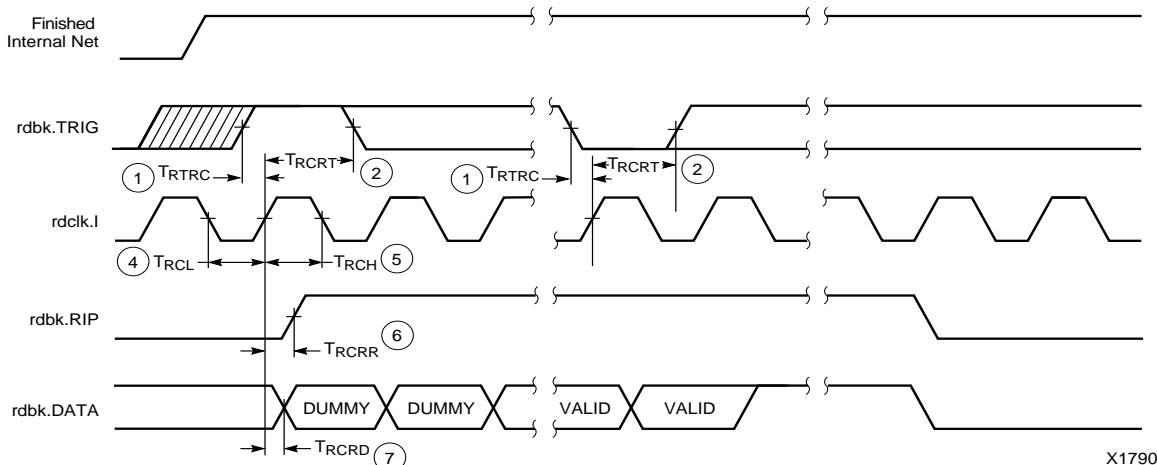 Finished
Internal Net
rdbk.TRIG
TRCRT
2
1
TRTRC
TRCRT
2
1
TRTRC
rdclk.I
4
TRCL
TRCH
5
rdbk.RIP
6
TRCRR
rdbk.DATA
DUMMY
DUMMY
VALID
VALID
TRCRD
7
X1790